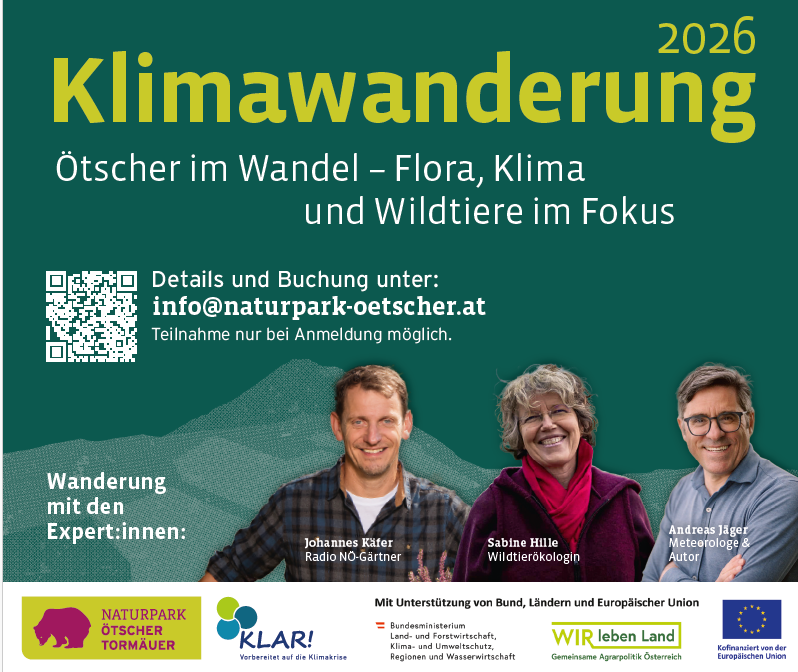 2026
Klimawanderung
Ötscher im Wandel – Flora, Klima
und Wildtiere im Fokus
Details und Buchung unter:
info@naturpark-oetscher.at
Teilnahme nur bei Anmeldung möglich.
Wanderung
mit den
Expert:innen:
Johannes Käfer
Radio NÖ-Gärtner
Sabine Hille
Wildtierökologin
Andreas Jäger
Meteorologe &
Autor
NATURPARK
ÖTSCHER
TORMÄUER
KLAR!
Vorbereitet auf die Klimakrise
Mit Unterstützung von Bund, Ländern und Europäischer Union
Bundesministerium
Land- und Forstwirtschaft,
Klima- und Umweltschutz,
Regionen und Wasserwirtschaft
WIR leben Land
Gemeinsame Agrarpolitik Österreich
Kofinanziert von der
Europäischen Union